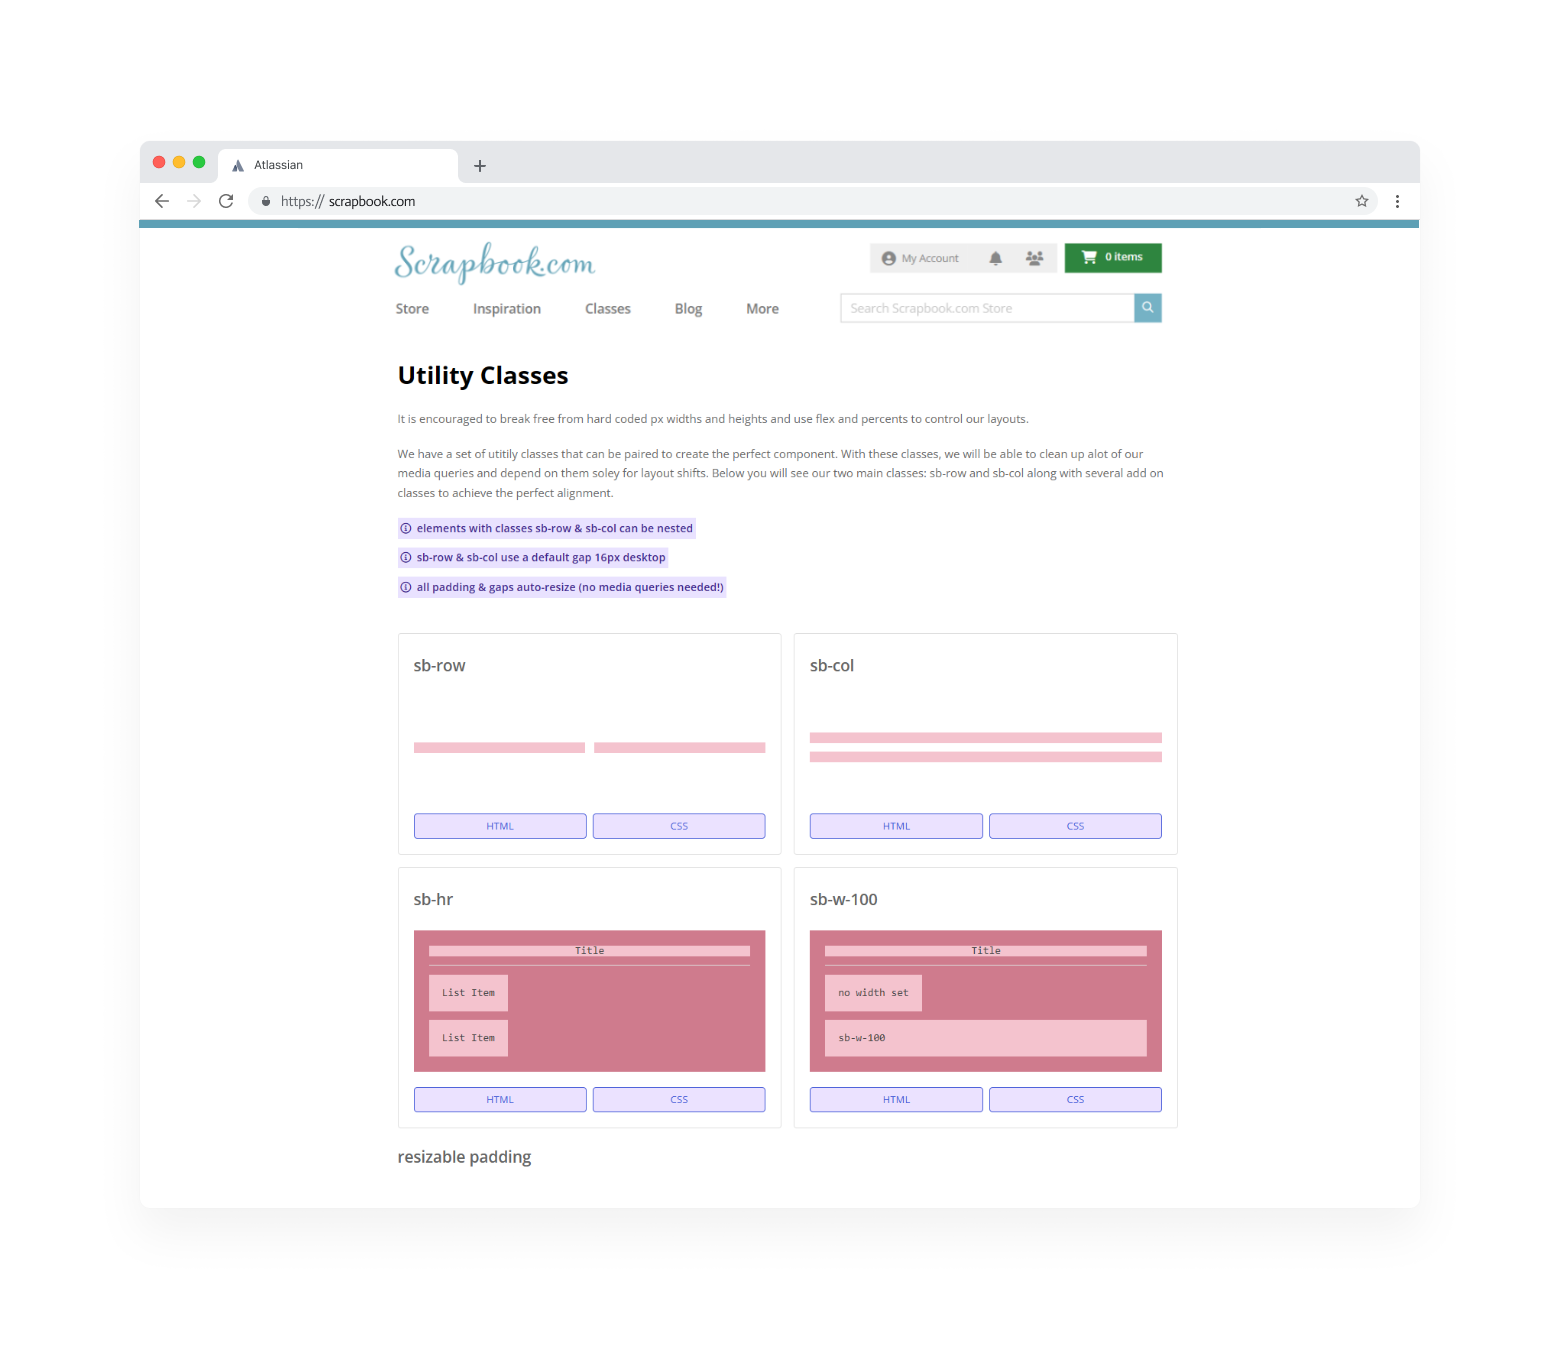 Atlassian
https:// scrapbook.com
Scrapbook.com
My Account
0 items
Store Inspiration Classes Blog More
Search Scrapbook.com Store
Utility Classes
It is encouraged to break free from hard coded px widths and heights and use flex and percents to control our layouts.
We have a set of utitily classes that can be paired to create the perfect component. With these classes, we will be able to clean up alot of our
media queries and depend on them soley for layout shifts. Below you will see our two main classes: sb-row and sb-col along with several add on
classes to achieve the perfect alignment.
elements with classes sb-row & sb-col can be nested
sb-row & sb-col use a default gap 16px desktop
all padding & gaps auto-resize (no media queries needed!)
sb-row
HTML CSS
sb-col
HTML CSS
sb-hr
Title
List Item
List Item
HTML CSS
sb-w-100
Title
no width set
sb-w-100
HTML CSS
resizable padding